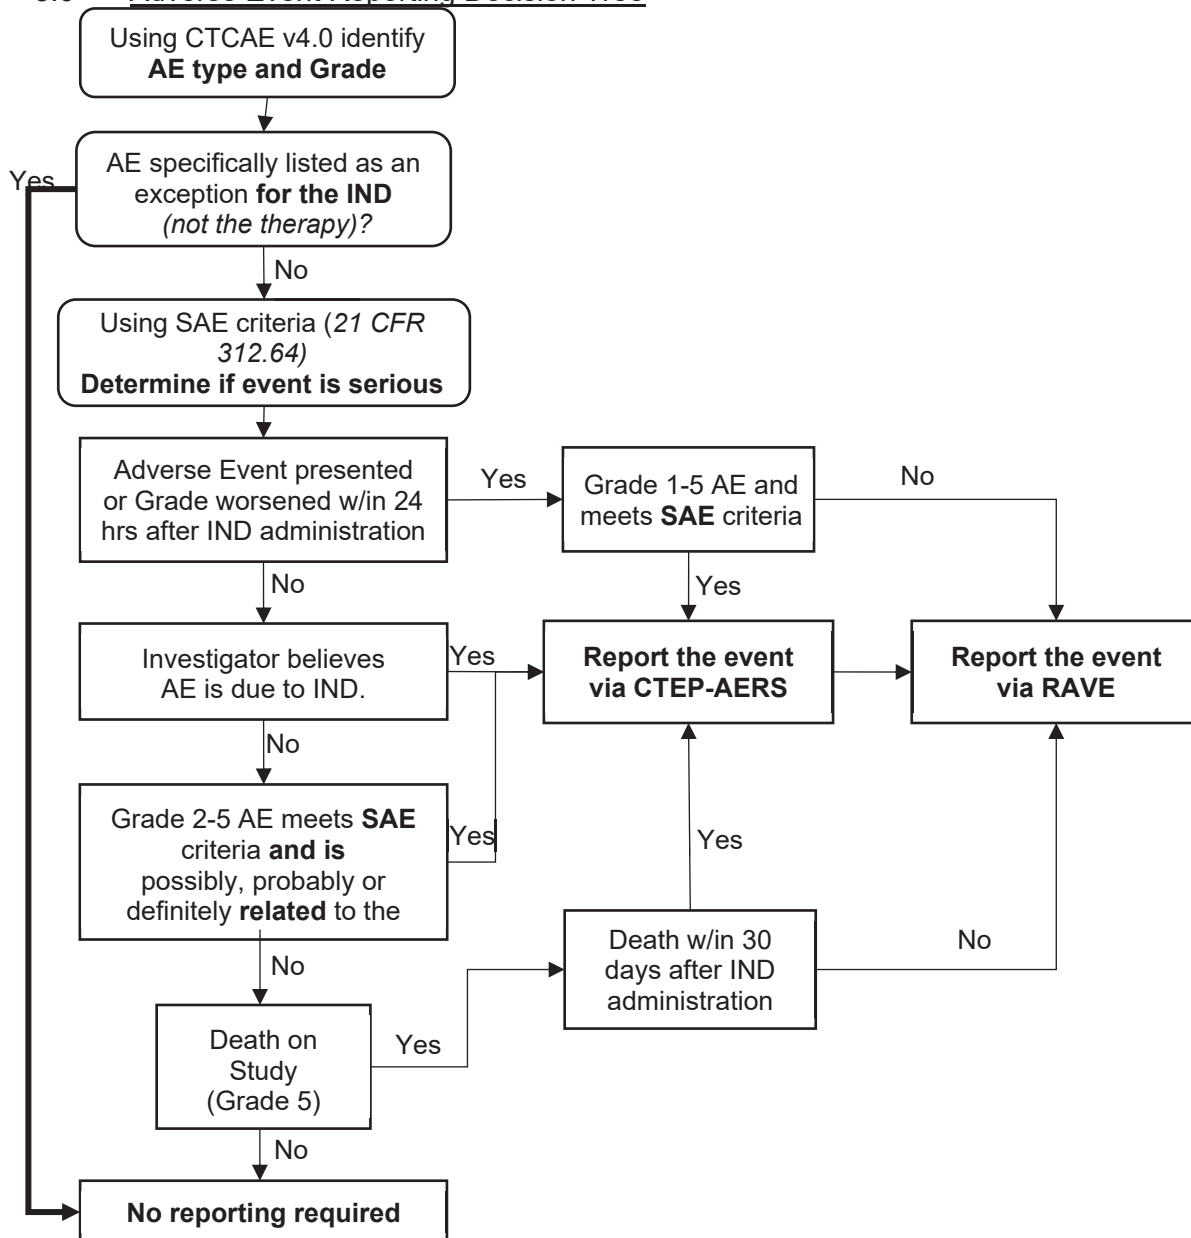 Adverse Event Reporting Decision Tree
Using CTCAE v4.0 identify
AE type and Grade
AE specifically listed as an
exception for the IND
(not the therapy)?
Yes
No
Using SAE criteria (21 CFR
312.64)
Determine if event is serious
Adverse Event presented
or Grade worsened w/in 24
hrs after IND administration
Yes
Grade 1-5 AE and
meets SAE criteria
No
No
Yes
Investigator believes
AE is due to IND.
Yes
Report the event
via CTEP-AERS
Report the event
via RAVE
No
Grade 2-5 AE meets SAE
criteria and is
possibly, probably or
definitely related to the
Yes
Yes
No
Death w/in 30
days after IND
administration
No
Death on
Study
(Grade 5)
Yes
No
No reporting required